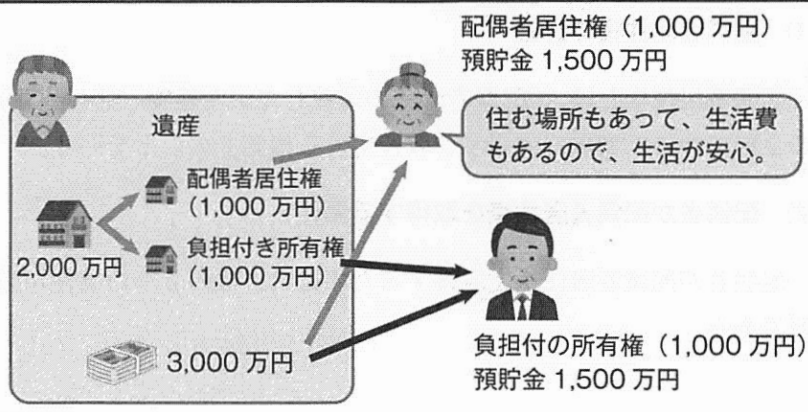 配偶者居住権（1,000 万円）
預貯金 1,500 万円
遺産
住む場所もあって、生活費
もあるので、生活が安心。
配偶者居住権
（1,000 万円）
負担付き所有権
（1,000 万円）
2,000 万円
3,000 万円
負担付の所有権（1,000 万円）
預貯金 1,500 万円